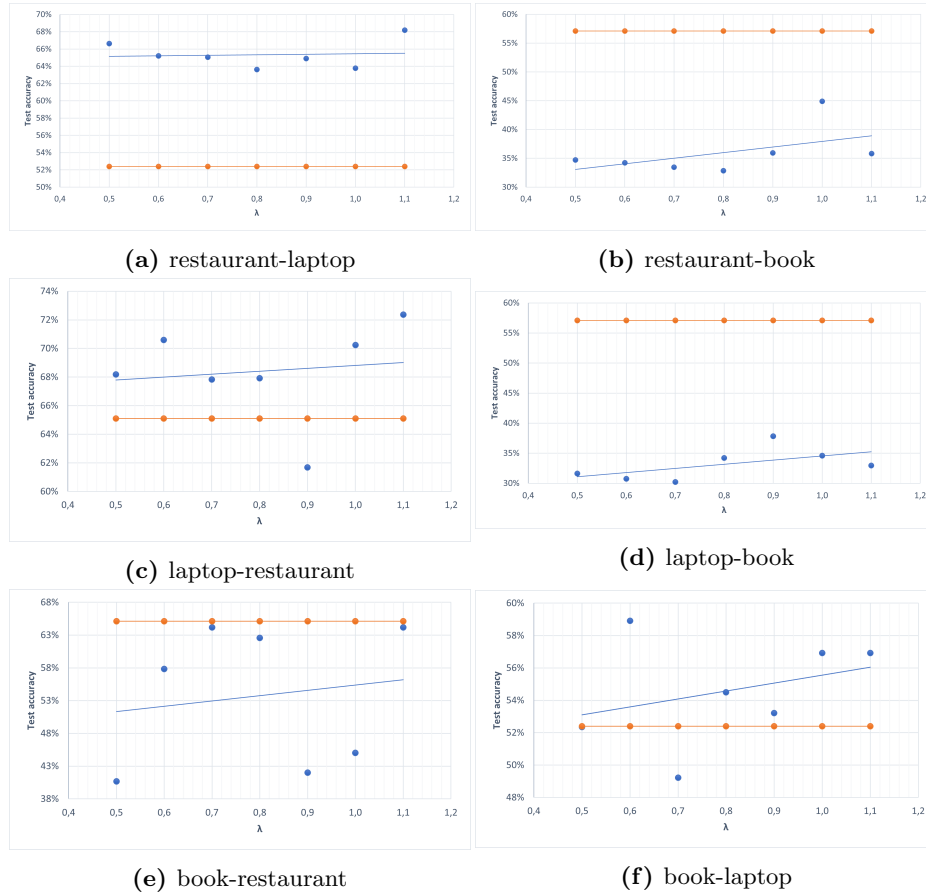 70%
68%
66%
64%
62%
60%
58%
56%
54%
52%
50%
Test accuracy
0,4 0,5 0,6 0,7 0,8 0,9 1,0 1,1 1,2
λ
(a) restaurant-laptop
60%
55%
50%
45%
40%
35%
30%
Test accuracy
0,4 0,5 0,6 0,7 0,8 0,9 1,0 1,1 1,2
λ
(b) restaurant-book
74%
72%
70%
68%
66%
64%
62%
60%
Test accuracy
0,4 0,5 0,6 0,7 0,8 0,9 1,0 1,1 1,2
λ
(c) laptop-restaurant
60%
55%
50%
45%
40%
35%
30%
Test accuracy
0,4 0,5 0,6 0,7 0,8 0,9 1,0 1,1 1,2
λ
(d) laptop-book
68%
63%
58%
53%
48%
43%
38%
Test accuracy
0,4 0,5 0,6 0,7 0,8 0,9 1,0 1,1 1,2
λ
(e) book-restaurant
60%
58%
56%
54%
52%
50%
48%
Test accuracy
0,4 0,5 0,6 0,7 0,8 0,9 1,0 1,1 1,2
λ
(f) book-laptop